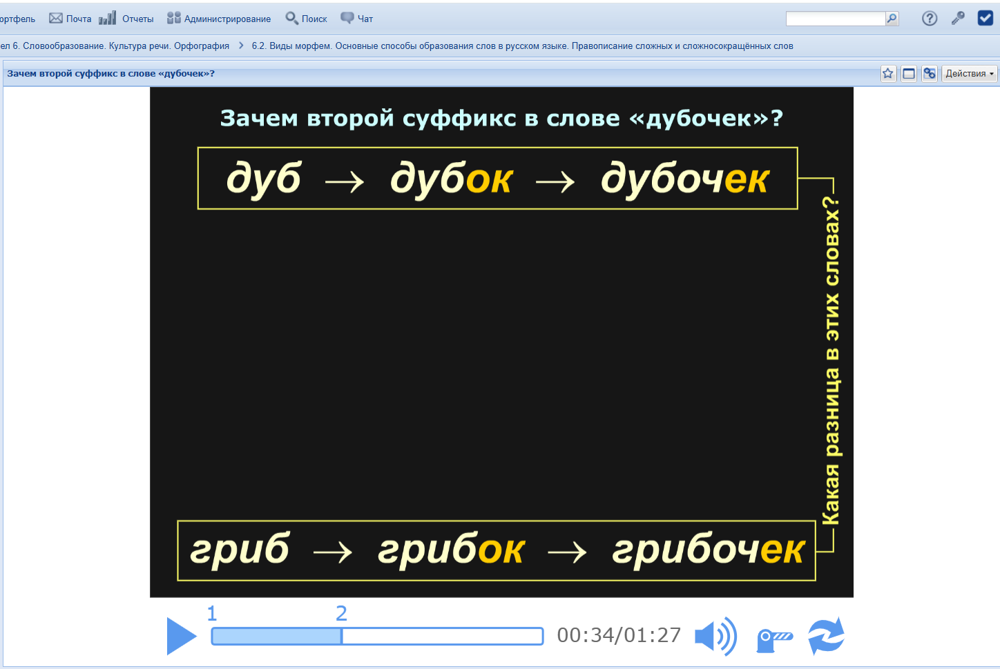 ортфель Почта Отчеты Администрирование Поиск Чат
ел 6. Словообразование. Культура речи. Орфография > 6.2. Виды морфем. Основные способы образования слов в русском языке. Правописание сложных и сложносокращённых слов
Зачем второй суффикс в слове «дубочек»? Действия
Зачем второй суффикс в слове «дубочек»?
дуб → дубок → дубочек
Какая разница в этих словах?
гриб → грибок → грибочек
1 2
00:34/01:27